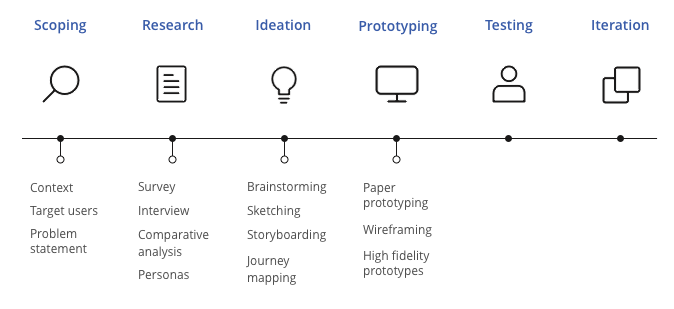 Scoping
Research
Ideation
Prototyping
Testing
Iteration
Context
Target users
Problem
statement
Survey
Interview
Comparative
analysis
Personas
Brainstorming
Sketching
Storyboarding
Journey
mapping
Paper
prototyping
Wireframing
High fidelity
prototypes